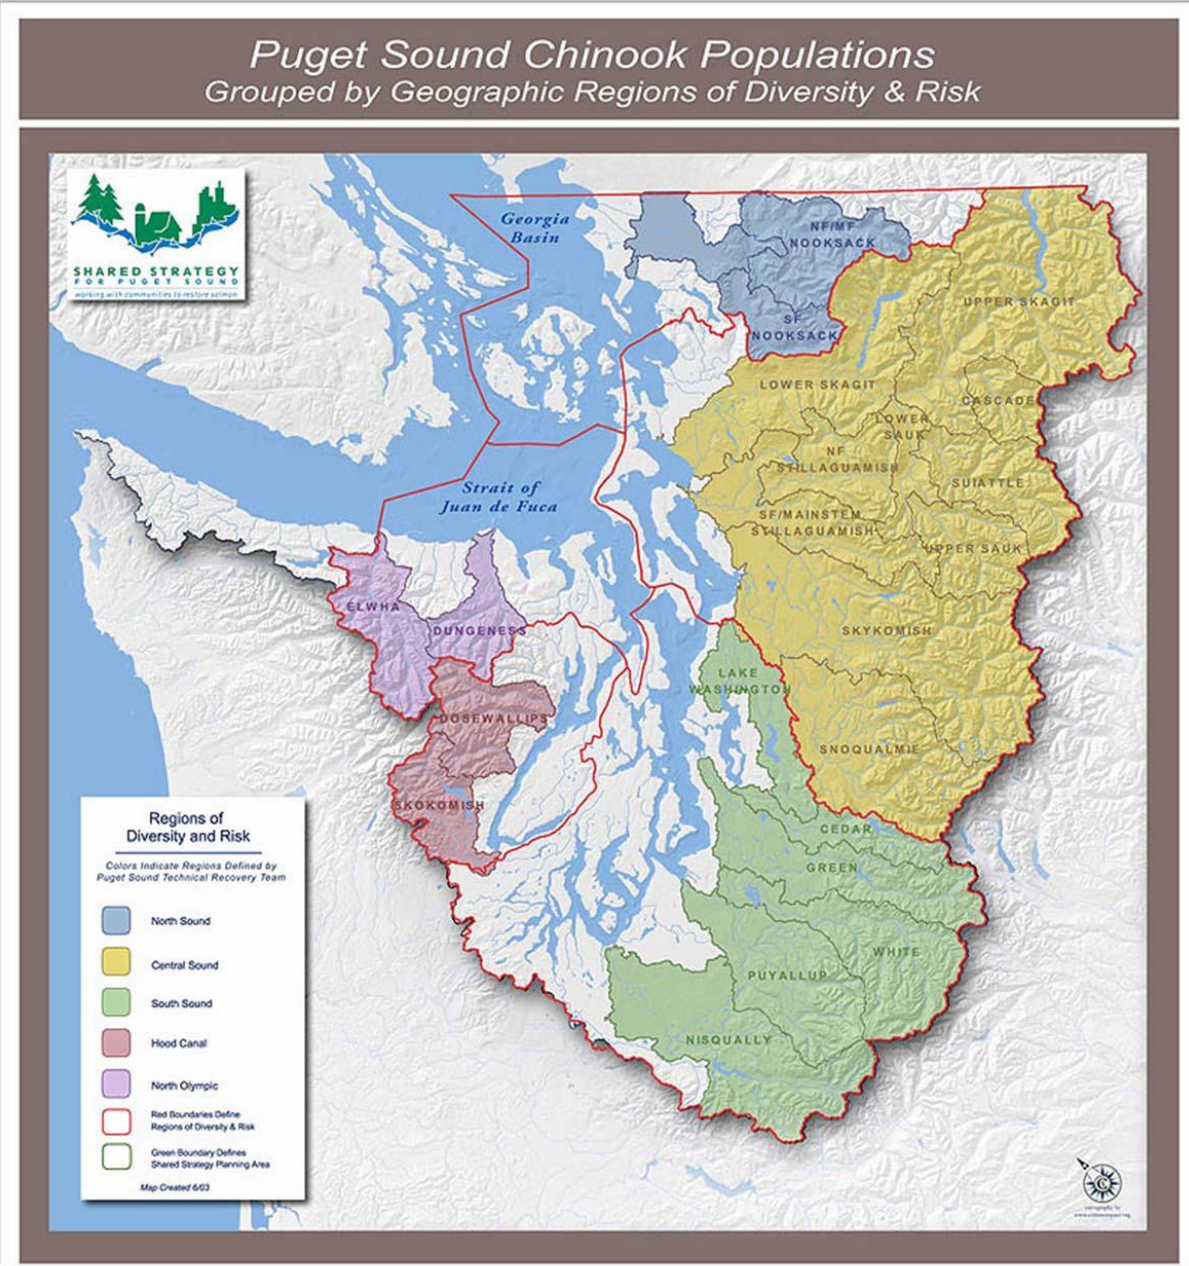 Puget Sound Chinook Populations
Grouped by Geographic Regions of Diversity & Risk
SHARED STRATEGY
FOR PUGET SOUND
working with communities to restore salmon
Georgia
Basin
NF/MF
NOOKSACK
SF
NOOKSACK
UPPER SKAGIT
LOWER SKAGIT
CASCADE
LOWER
SAUK
NF
STILLAGUAMISH
SUIATTLE
Strait of
Juan de Fuca
SF/MAINSTEM
STILLAGUAMISH
UPPER SAUK
ELWHA
DUNGENESS
SKYKOMISH
LAKE
WASHINGTON
DOSEWALLIPS
SNOQUALMIE
SKOKOMISH
CEDAR
GREEN
WHITE
PUYALLUP
NISQUALLY
Regions of
Diversity and Risk
Colors Indicate Regions Defined by
Puget Sound Technical Recovery Team
North Sound
Central Sound
South Sound
Hood Canal
North Olympic
Red Boundaries Define
Regions of Diversity & Risk
Green Boundary Defines
Shared Strategy Planning Area
Map Created 6/03
cartography by